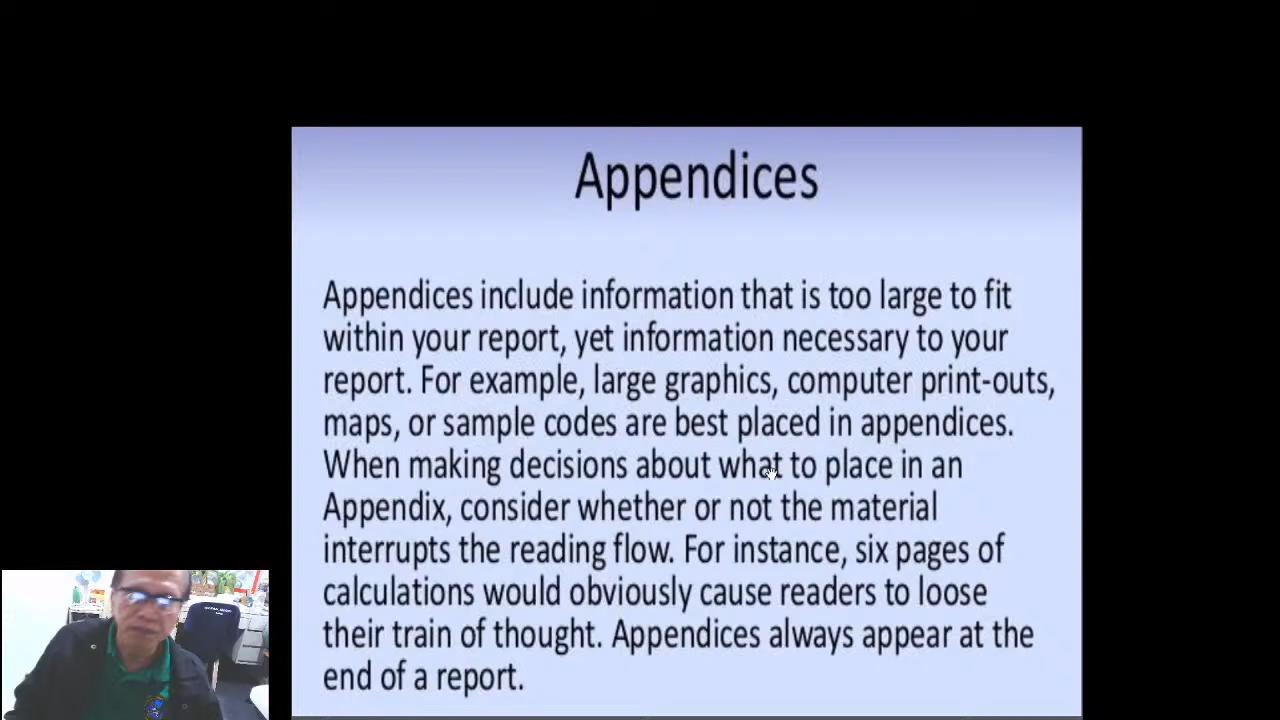 Appendices
Appendices include information that is too large to fit
within your report, yet information necessary to your
report. For example, large graphics, computer print-outs,
maps, or sample codes are best placed in appendices.
When making decisions about what to place in an
Appendix, consider whether or not the material
interrupts the reading flow. For instance, six pages of
calculations would obviously cause readers to loose
their train of thought. Appendices always appear at the
end of a report.